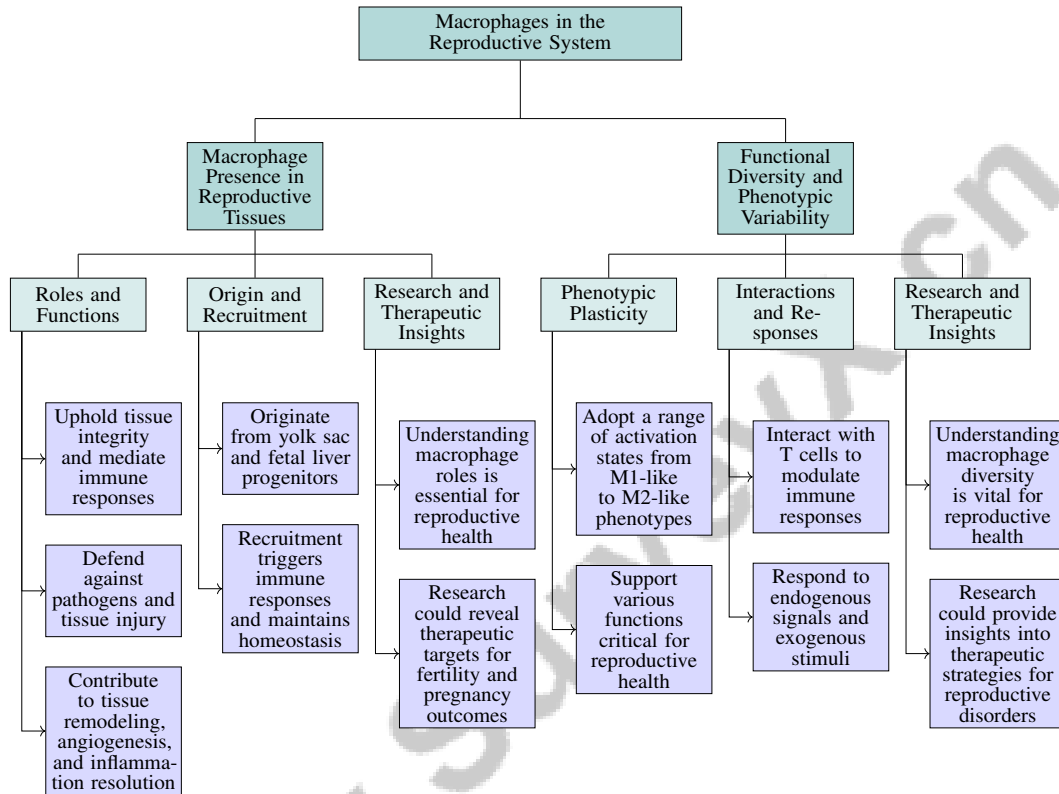 Macrophages in the
Reproductive System
Macrophage
Presence in
Reproductive
Tissues
Functional
Diversity and
Phenotypic
Variability
Roles and
Functions
Origin and
Recruitment
Research and
Therapeutic
Insights
Phenotypic
Plasticity
Interactions
and Re-
sponses
Research and
Therapeutic
Insights
Uphold tissue
integrity
and mediate
immune
responses
Defend
against
pathogens and
tissue injury
Contribute
to tissue
remodeling,
angiogenesis,
and inflamma-
tion resolution
Originate
from yolk sac
and fetal liver
progenitors
Recruitment
triggers
immune
responses
and maintains
homeostasis
Understanding
macrophage
roles is
essential for
reproductive
health
Research
could reveal
therapeutic
targets for
fertility and
pregnancy
outcomes
Adopt a range
of activation
states from
M1-like
to M2-like
phenotypes
Support
various
functions
critical for
reproductive
health
Interact with
T cells to
modulate
immune
responses
Respond to
endogenous
signals and
exogenous
stimuli
Understanding
macrophage
diversity
is vital for
reproductive
health
Research
could provide
insights into
therapeutic
strategies for
reproductive
disorders